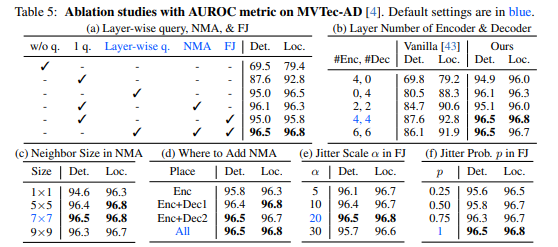 Table 5: Ablation studies with AUROC metric on MVTec-AD [4]. Default settings are in blue.
(a) Layer-wise query, NMA, & FJ
w/o q. 1 q. Layer-wise q. NMA FJ Det. Loc.
✓ - - - - 69.5 79.4
- ✓ - - - 87.6 92.8
- - ✓ - - 95.0 96.5
- ✓ - ✓ - 96.1 96.3
- ✓ - - ✓ 95.0 95.8
- - ✓ ✓ ✓ 96.5 96.8
(b) Layer Number of Encoder & Decoder
#Enc, #Dec Vanilla [43] Ours
Det. Loc. Det. Loc.
4, 0 69.8 79.2 94.9 96.0
0, 4 80.5 88.3 96.1 96.3
2, 2 84.7 90.6 95.1 96.0
4, 4 87.6 92.8 96.5 96.8
6, 6 86.1 91.9 96.5 96.7
(c) Neighbor Size in NMA
Size Det. Loc.
1×1 94.6 96.3
5×5 96.4 96.8
7×7 96.5 96.8
9×9 96.3 96.7
(d) Where to Add NMA
Place Det. Loc.
Enc 95.8 96.3
Enc+Dec1 96.4 96.8
Enc+Dec2 96.5 96.7
All 96.5 96.8
(e) Jitter Scale α in FJ
α Det. Loc.
5 96.1 96.7
10 96.4 96.7
20 96.5 96.8
30 95.7 96.6
(f) Jitter Prob. p in FJ
p Det. Loc.
0.25 95.6 96.5
0.50 95.8 96.7
0.75 96.3 96.7
1 96.5 96.8